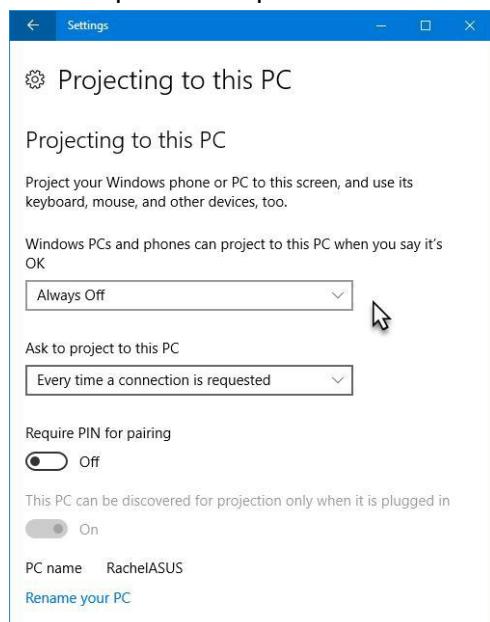 Settings
Projecting to this PC
Projecting to this PC
Project your Windows phone or PC to this screen, and use its
keyboard, mouse, and other devices, too.
Windows PCs and phones can project to this PC when you say it's
OK
Always Off
Ask to project to this PC
Every time a connection is requested
Require PIN for pairing
Off
This PC can be discovered for projection only when it is plugged in
On
PC name RachelASUS
Rename your PC